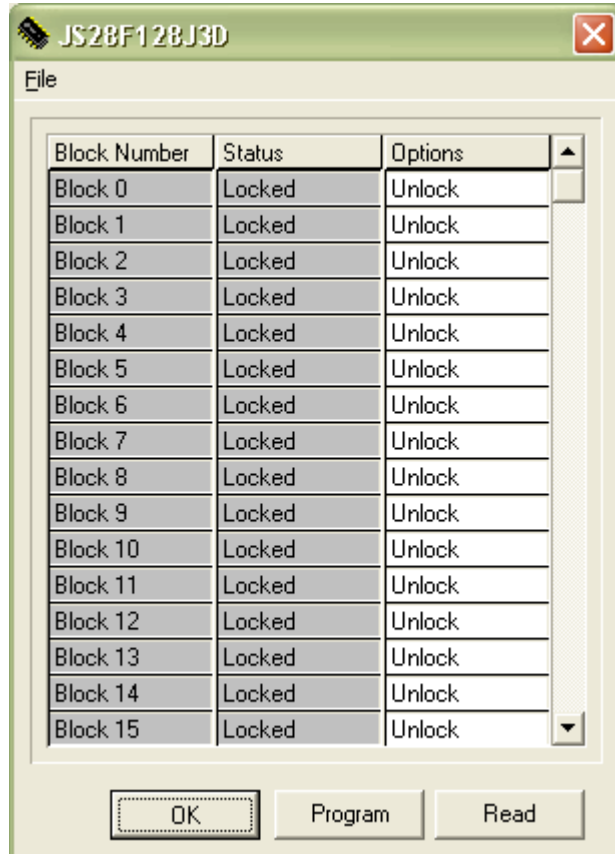 JS28F128J3D
File
Block Number Status Options
Block 0 Locked Unlock
Block 1 Locked Unlock
Block 2 Locked Unlock
Block 3 Locked Unlock
Block 4 Locked Unlock
Block 5 Locked Unlock
Block 6 Locked Unlock
Block 7 Locked Unlock
Block 8 Locked Unlock
Block 9 Locked Unlock
Block 10 Locked Unlock
Block 11 Locked Unlock
Block 12 Locked Unlock
Block 13 Locked Unlock
Block 14 Locked Unlock
Block 15 Locked Unlock
OK Program Read